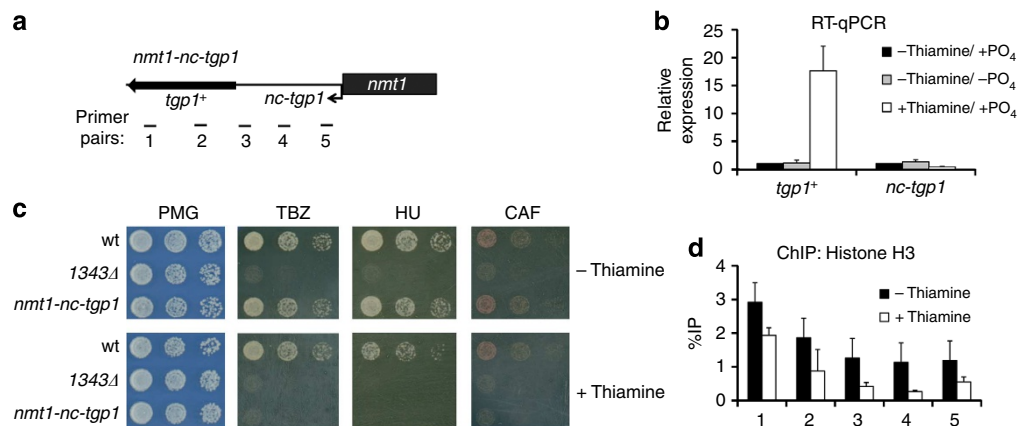 a
nmt1-nc-tgp1
tgp1+
nc-tgp1
nmt1
Primer
pairs:
1 2 3 4 5
b
RT-qPCR
Relative
expression
25
20
15
10
5
0
–Thiamine/ +PO4
–Thiamine/ –PO4
+Thiamine/ +PO4
tgp1+ nc-tgp1
c
PMG TBZ HU CAF
wt
1343Δ
nmt1-nc-tgp1
– Thiamine
wt
1343Δ
nmt1-nc-tgp1
+ Thiamine
d
ChIP: Histone H3
%IP
4
3
2
1
0
– Thiamine
+ Thiamine
1 2 3 4 5